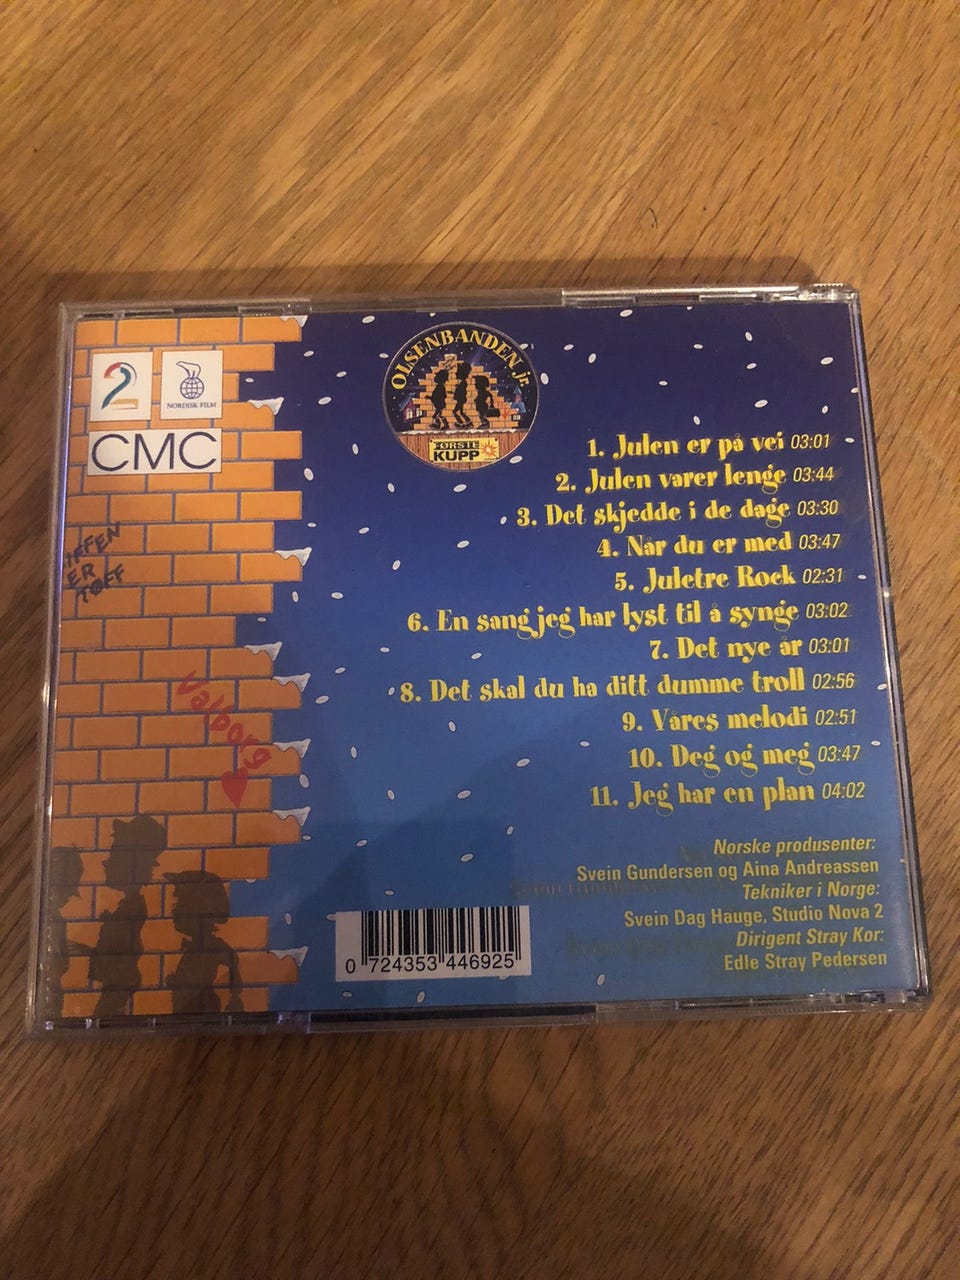 2
NORDISK FILM
CMC
IFFEN
ER
TØFF
Valborg
OLSENBANDEN jr.
FØRSTE
KUPP
1. Julen er på vei 03:01
2. Julen varer lenge 03:44
3. Det skjedde i de dage 03:30
4. Når du er med 03:47
5. Juletre Rock 02:31
6. En sang jeg har lyst til å synge 03:02
7. Det nye år 03:01
8. Det skal du ha ditt dumme troll 02:56
9. Våres melodi 02:51
10. Deg og meg 03:47
11. Jeg har en plan 04:02
Norske produsenter:
Svein Gundersen og Aina Andreassen
Tekniker i Norge:
Svein Dag Hauge, Studio Nova 2
Dirigent Stray Kor:
Edle Stray Pedersen
0 724353 446925